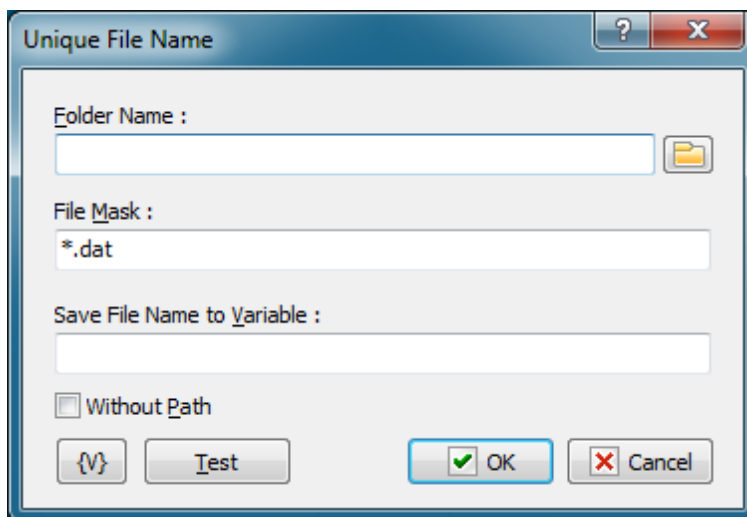 Unique File Name
?
Folder Name :
File Mask :
*.dat
Save File Name to Variable :
Without Path
{V} Test OK Cancel